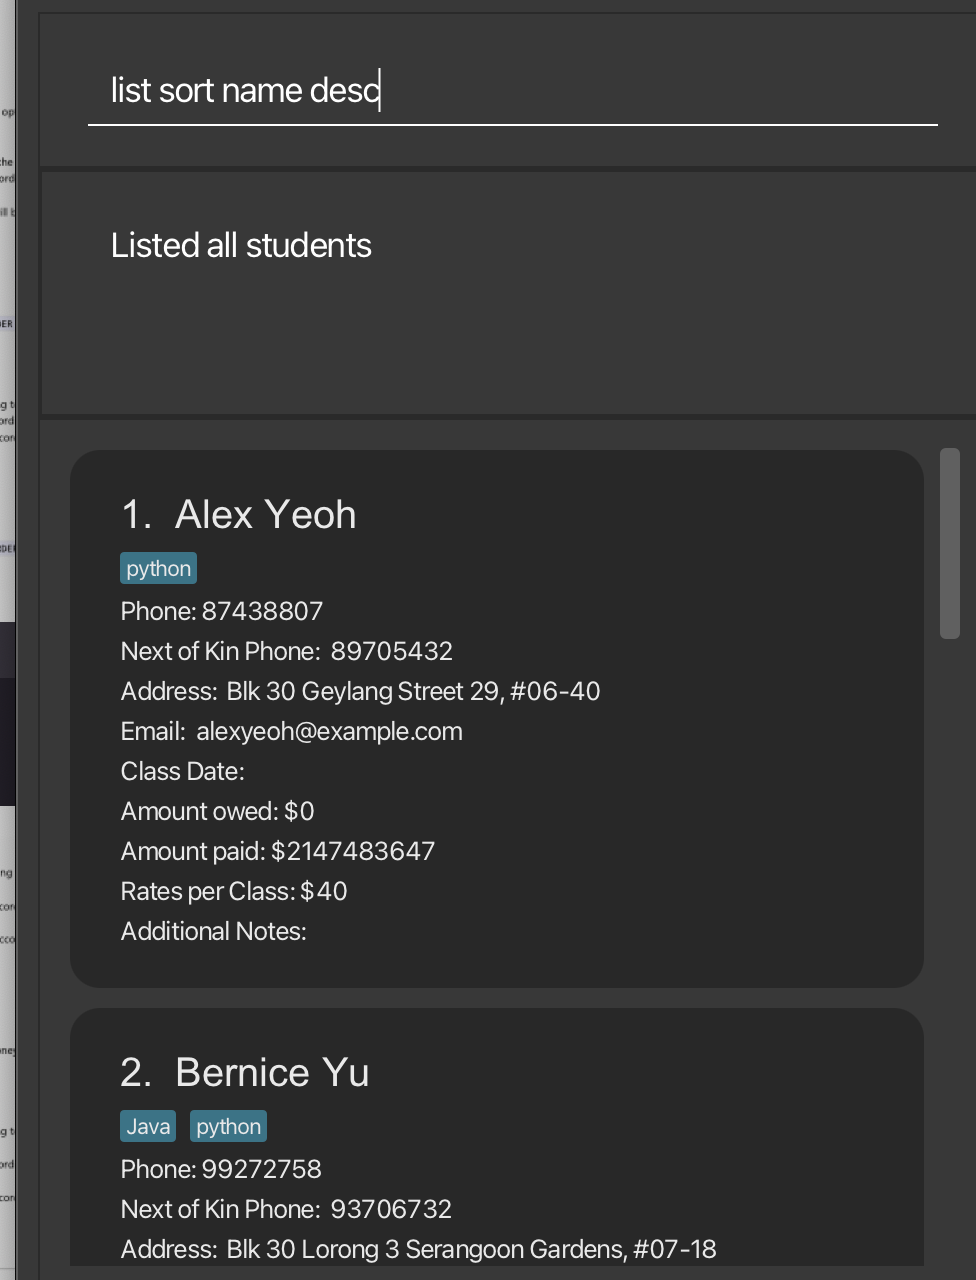 list sort name desc
Listed all students
1. Alex Yeoh
python
Phone: 87438807
Next of Kin Phone: 89705432
Address: Blk 30 Geylang Street 29, #06-40
Email: alexyeoh@example.com
Class Date:
Amount owed: $0
Amount paid: $2147483647
Rates per Class: $40
Additional Notes:
2. Bernice Yu
Java python
Phone: 99272758
Next of Kin Phone: 93706732
Address: Blk 30 Lorong 3 Serangoon Gardens, #07-18